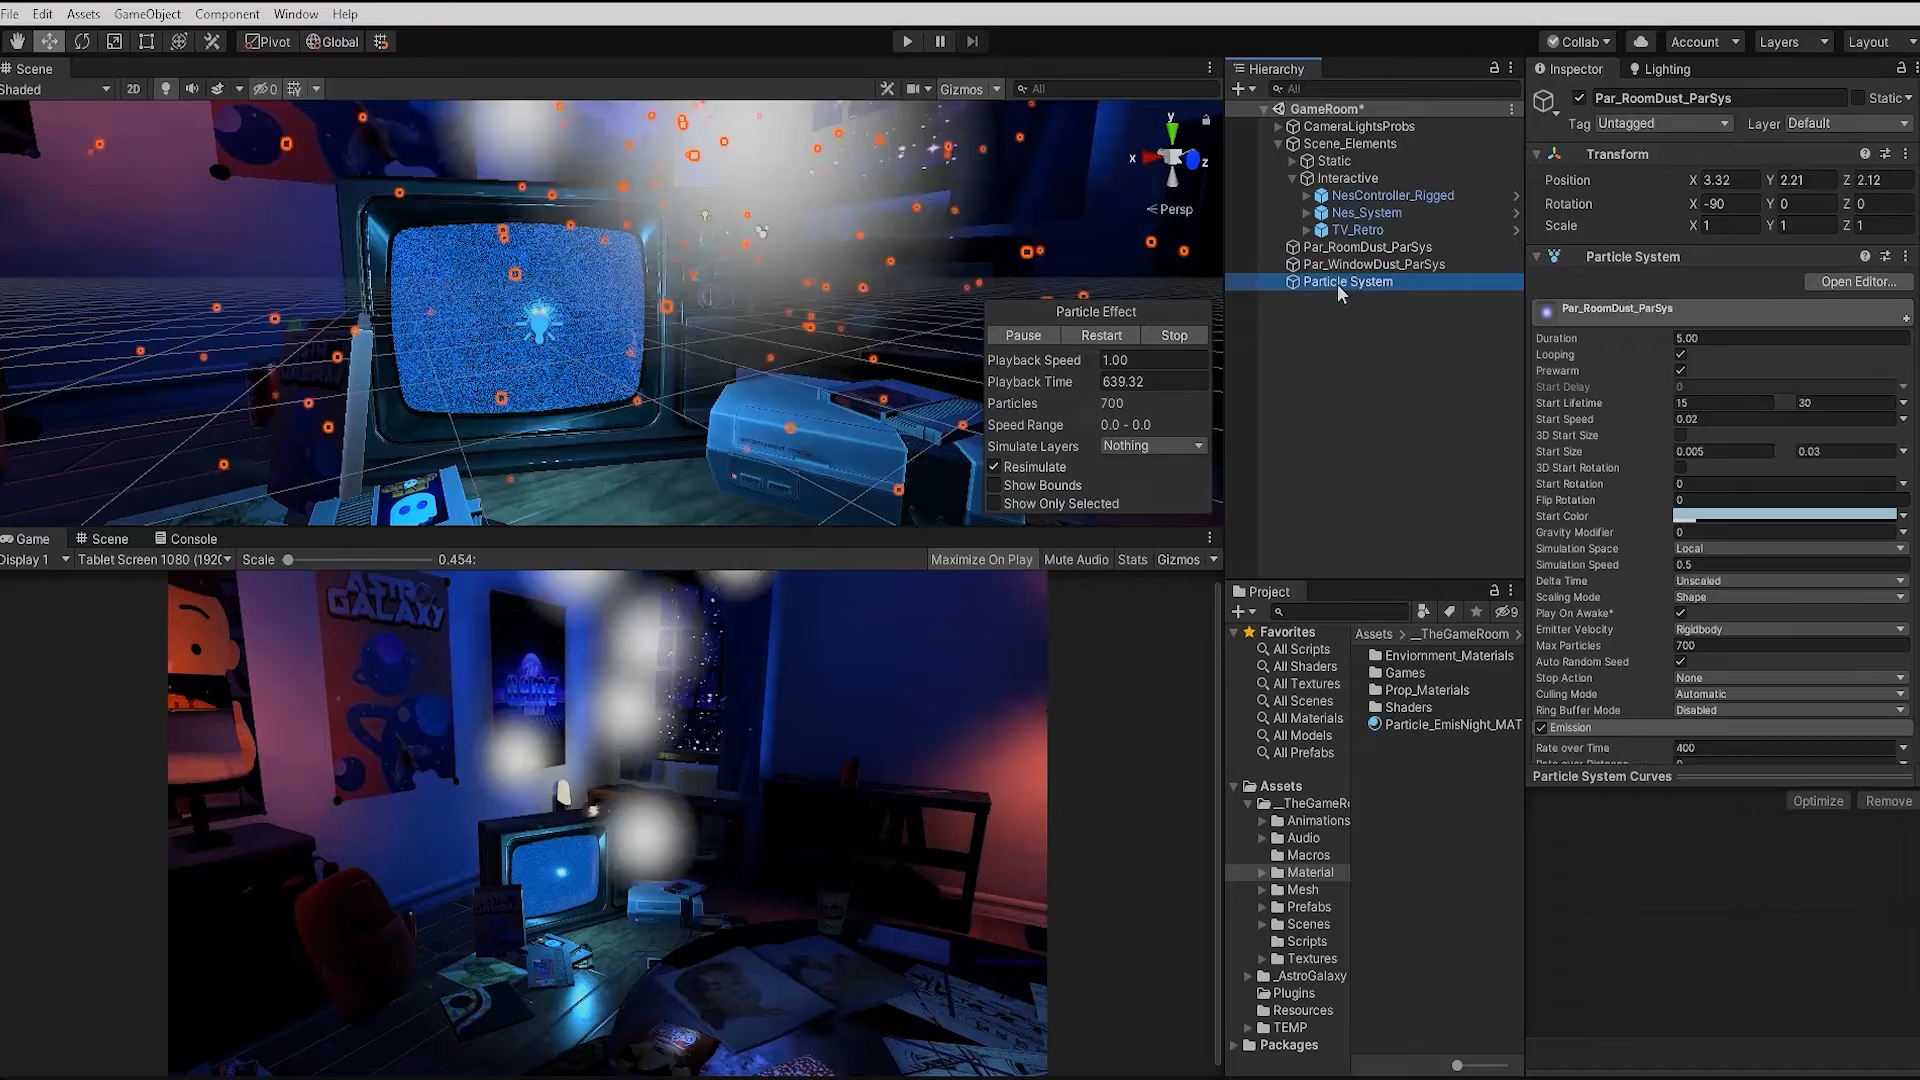 File Edit Assets GameObject Component Window Help
Pivot Global Collab Account Layers Layout
Scene
Shaded 2D 0 Gizmos All
y x z
Persp
Particle Effect
Pause Restart Stop
Playback Speed 1.00
Playback Time 639.32
Particles 700
Speed Range 0.0 - 0.0
Simulate Layers Nothing
Resimulate
Show Bounds
Show Only Selected
Game Scene Console
Display 1 Tablet Screen 1080 (192( Scale 0.454: Maximize On Play Mute Audio Stats Gizmos
ASTRO
GALAXY
Hierarchy
All
GameRoom*
CameraLightsProbs
Scene_Elements
Static
Interactive
NesController_Rigged
Nes_System
TV_Retro
Par_RoomDust_ParSys
Par_WindowDust_ParSys
Particle System
Project
9
Favorites
All Scripts
All Shaders
All Textures
All Scenes
All Materials
All Models
All Prefabs
Assets
__TheGameR
Animations
Audio
Macros
Material
Mesh
Prefabs
Scenes
Scripts
Textures
_AstroGalaxy
Plugins
Resources
TEMP
Packages
Assets > __TheGameRoom >
Enviornment_Materials
Games
Prop_Materials
Shaders
Particle_EmisNight_MAT
Inspector Lighting
Par_RoomDust_ParSys Static
Tag Untagged Layer Default
Transform
Position X 3.32 Y 2.21 Z 2.12
Rotation X -90 Y 0 Z 0
Scale X 1 Y 1 Z 1
Particle System
Open Editor...
Par_RoomDust_ParSys
Duration 5.00
Looping
Prewarm
Start Delay 0
Start Lifetime 15 30
Start Speed 0.02
3D Start Size
Start Size 0.005 0.03
3D Start Rotation
Start Rotation 0
Flip Rotation 0
Start Color
Gravity Modifier 0
Simulation Space Local
Simulation Speed 0.5
Delta Time Unscaled
Scaling Mode Shape
Play On Awake*
Emitter Velocity Rigidbody
Max Particles 700
Auto Random Seed
Stop Action None
Culling Mode Automatic
Ring Buffer Mode Disabled
Emission
Rate over Time 400
Rate over Distance 0
Particle System Curves
Optimize Remove